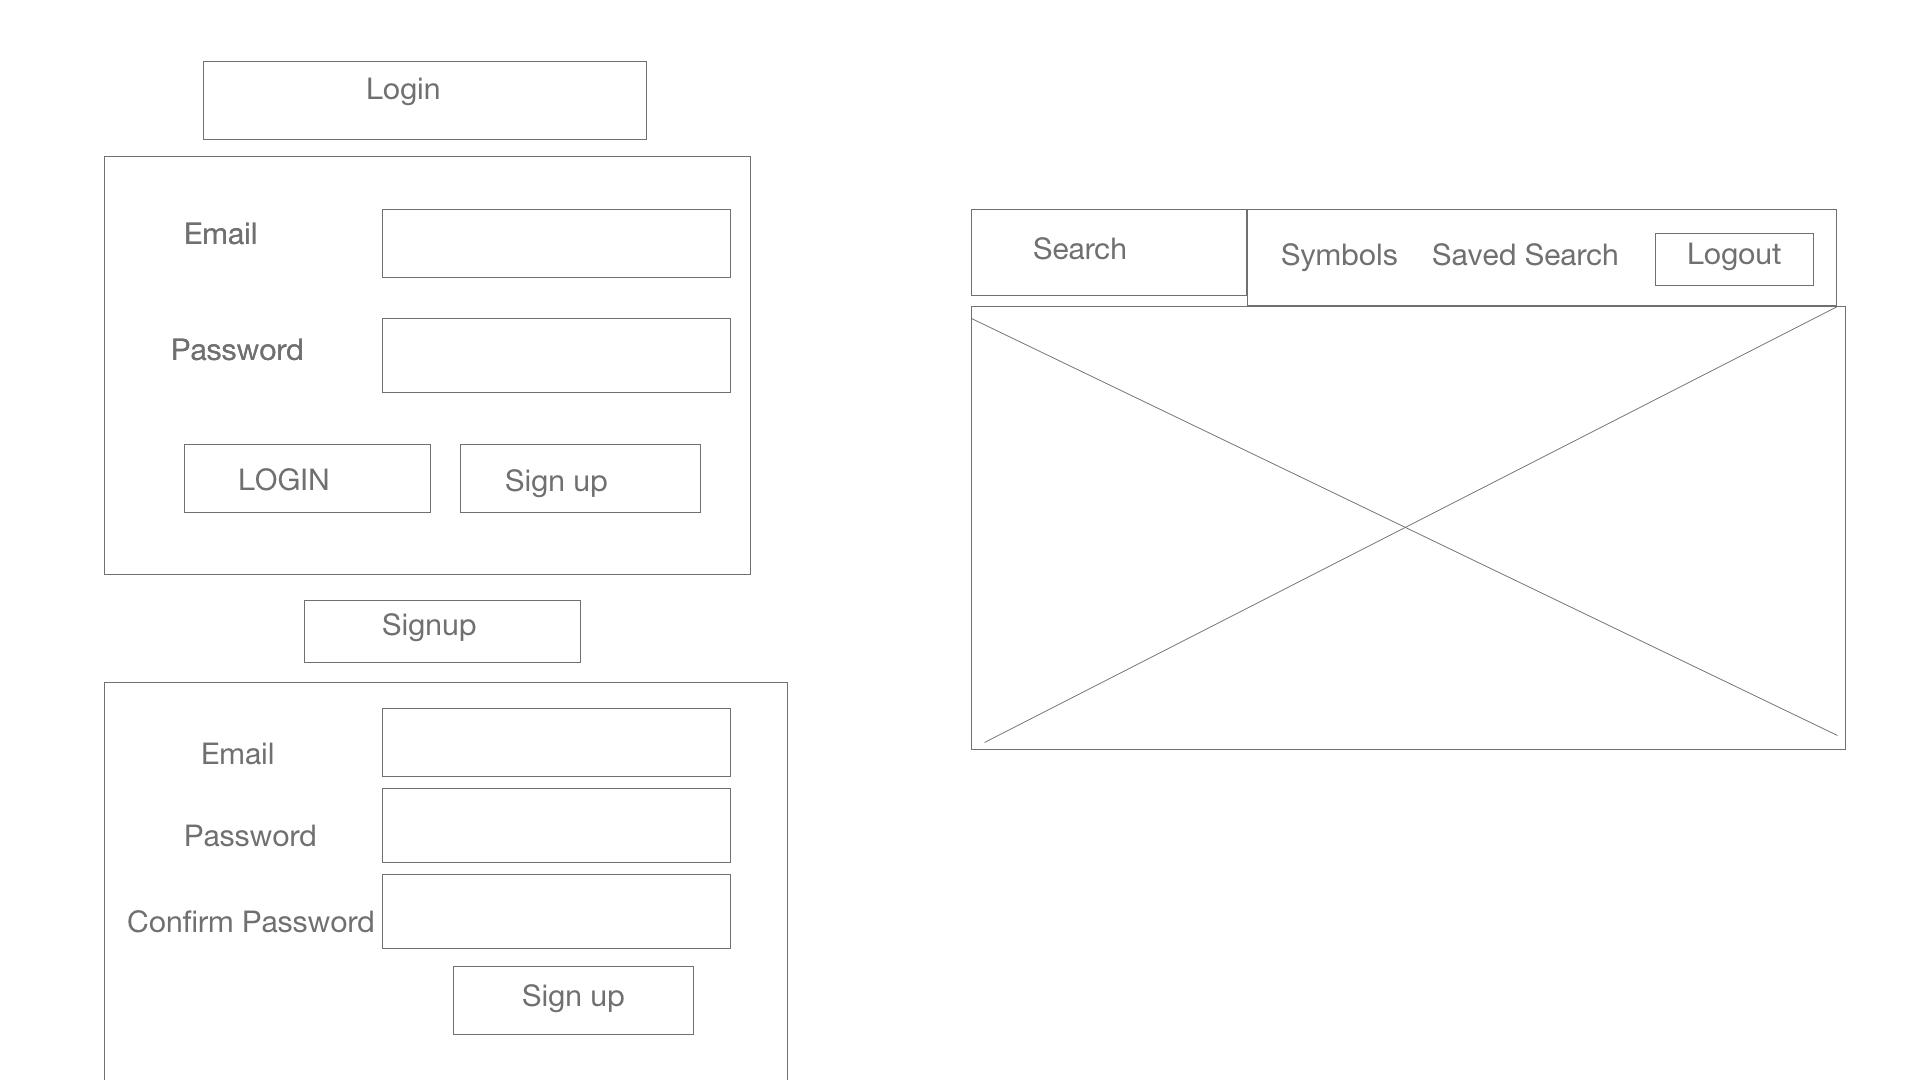 Login
Email
Password
LOGIN
Sign up
Signup
Email
Password
Confirm Password
Sign up
Search
Symbols
Saved Search
Logout